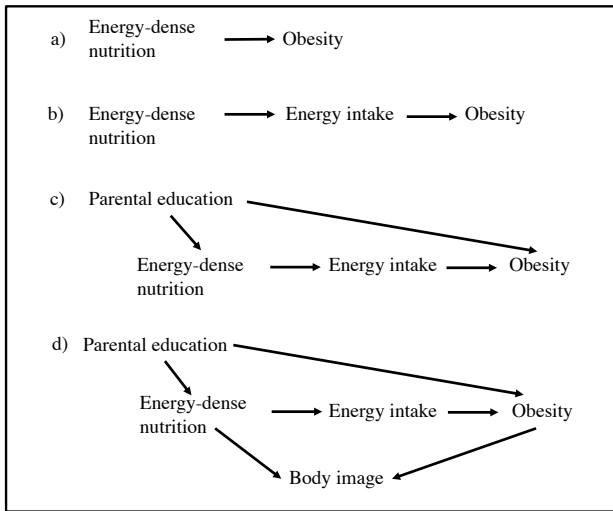 a) Energy-dense nutrition Obesity
b) Energy-dense nutrition Energy intake Obesity
c) Parental education
Energy-dense nutrition Energy intake Obesity
d) Parental education
Energy-dense nutrition Energy intake Obesity
Body image